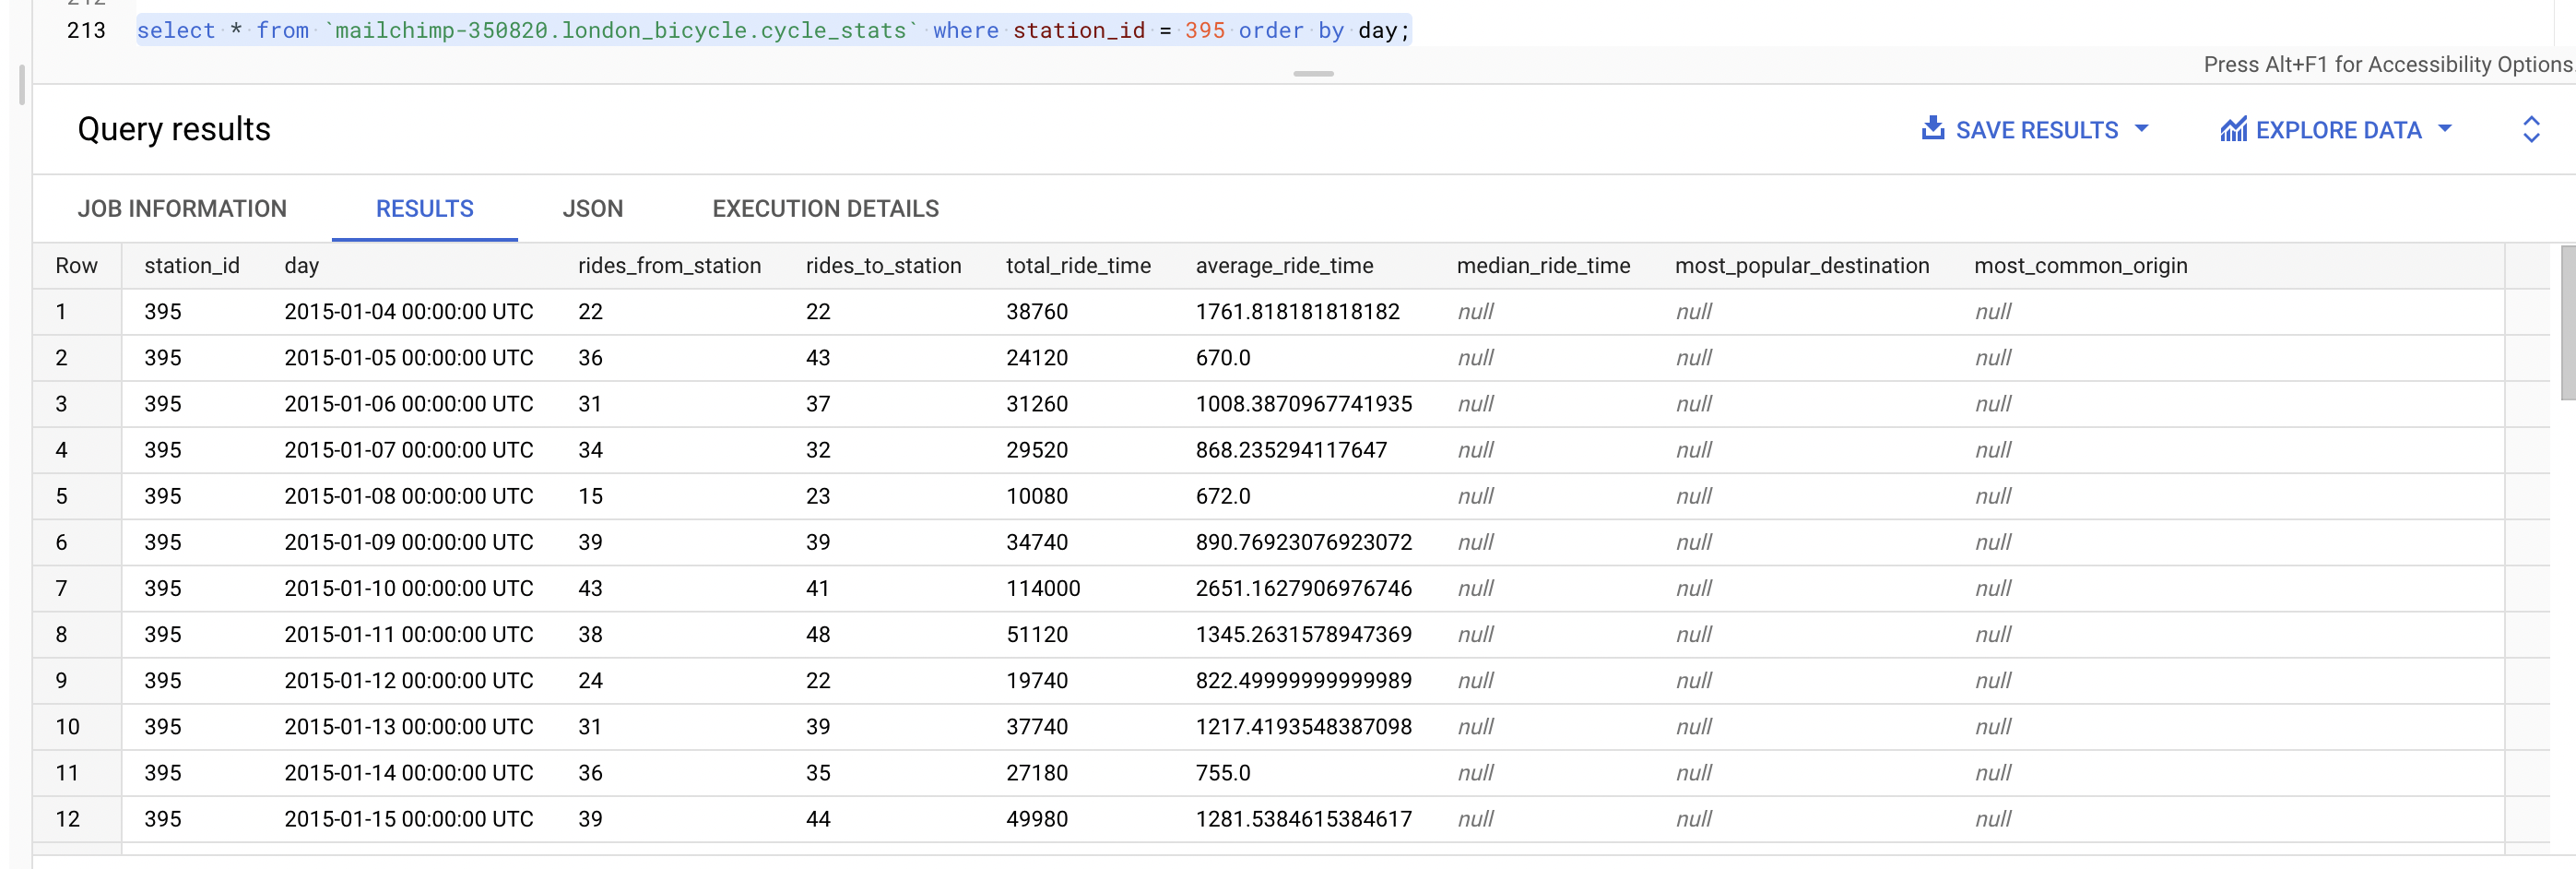 212
213 select * from `mailchimp-350820.london_bicycle.cycle_stats` where station_id = 395 order by day;
Press Alt+F1 for Accessibility Options.
Query results SAVE RESULTS EXPLORE DATA
JOB INFORMATION RESULTS JSON EXECUTION DETAILS
Row station_id day rides_from_station rides_to_station total_ride_time average_ride_time median_ride_time most_popular_destination most_common_origin
1 395 2015-01-04 00:00:00 UTC 22 22 38760 1761.818181818182 null null null
2 395 2015-01-05 00:00:00 UTC 36 43 24120 670.0 null null null
3 395 2015-01-06 00:00:00 UTC 31 37 31260 1008.3870967741935 null null null
4 395 2015-01-07 00:00:00 UTC 34 32 29520 868.235294117647 null null null
5 395 2015-01-08 00:00:00 UTC 15 23 10080 672.0 null null null
6 395 2015-01-09 00:00:00 UTC 39 39 34740 890.76923076923072 null null null
7 395 2015-01-10 00:00:00 UTC 43 41 114000 2651.1627906976746 null null null
8 395 2015-01-11 00:00:00 UTC 38 48 51120 1345.2631578947369 null null null
9 395 2015-01-12 00:00:00 UTC 24 22 19740 822.49999999999989 null null null
10 395 2015-01-13 00:00:00 UTC 31 39 37740 1217.4193548387098 null null null
11 395 2015-01-14 00:00:00 UTC 36 35 27180 755.0 null null null
12 395 2015-01-15 00:00:00 UTC 39 44 49980 1281.5384615384617 null null null